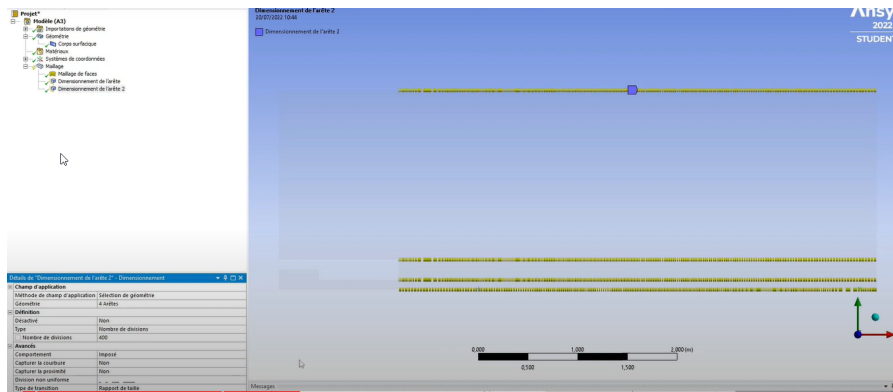 Projet*
Modèle (A3)
Importations de géométrie
Géométrie
Corps surfacique
Matériaux
Systèmes de coordonnées
Maillage
Maillage de faces
Dimensionnement de l'arête
Dimensionnement de l'arête 2
Détails de "Dimensionnement de l'arête 2" - Dimensionnement
Champ d'application
Méthode de champ d'application Sélection de géométrie
Géométrie 4 Arêtes
Définition
Désactivé Non
Type Nombre de divisions
Nombre de divisions 400
Avancés
Comportement Imposé
Capturer la courbure Non
Capturer la proximité Non
Division non uniforme
Type de transition Rapport de taille
Dimensionnement de l'arête 2
20/07/2022 10:46
Dimensionnement de l'arête 2
Ansy
2022
STUDENT
0,000 1,000 2,000 (m)
0,500 1,500
Messages